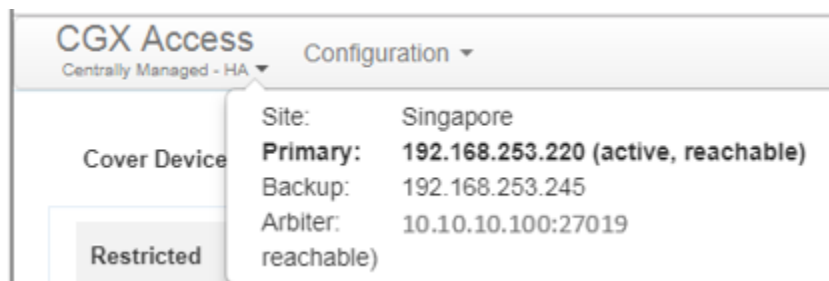 CGX Access
Centrally Managed - HA
Configuration
Site: Singapore
Cover Device
Primary: 192.168.253.220 (active, reachable)
Backup: 192.168.253.245
Arbiter: 10.10.10.100:27019
Restricted
reachable)